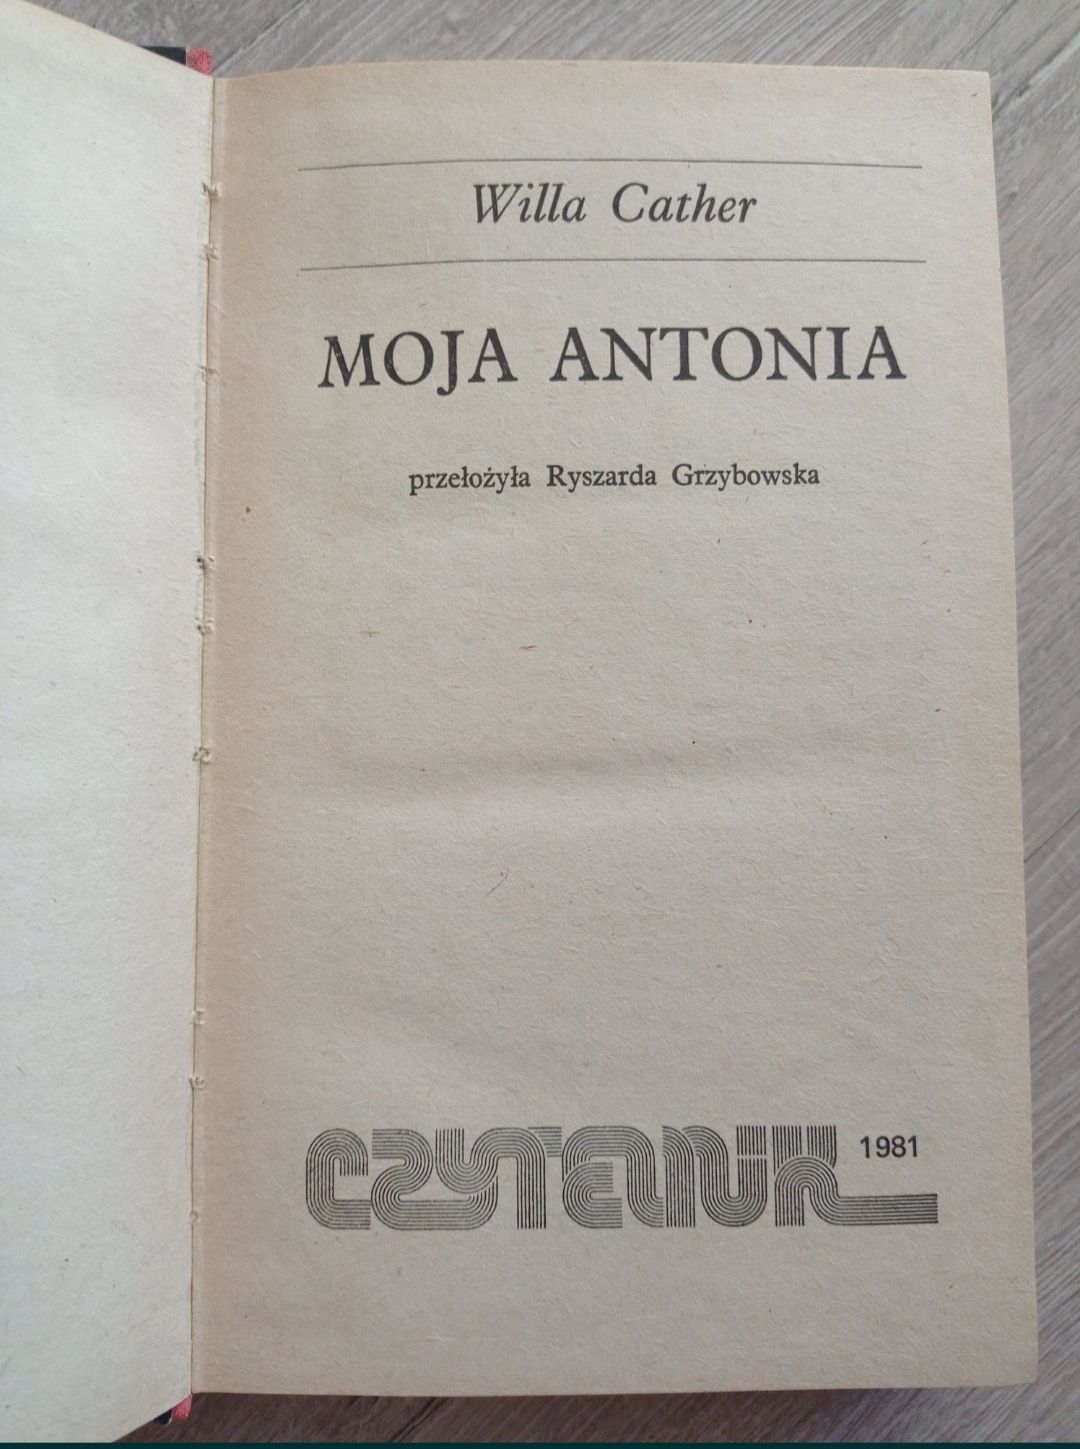 Willa Cather
MOJA ANTONIA
przełożyła Ryszarda Grzybowska
CZYTELNIK 1981